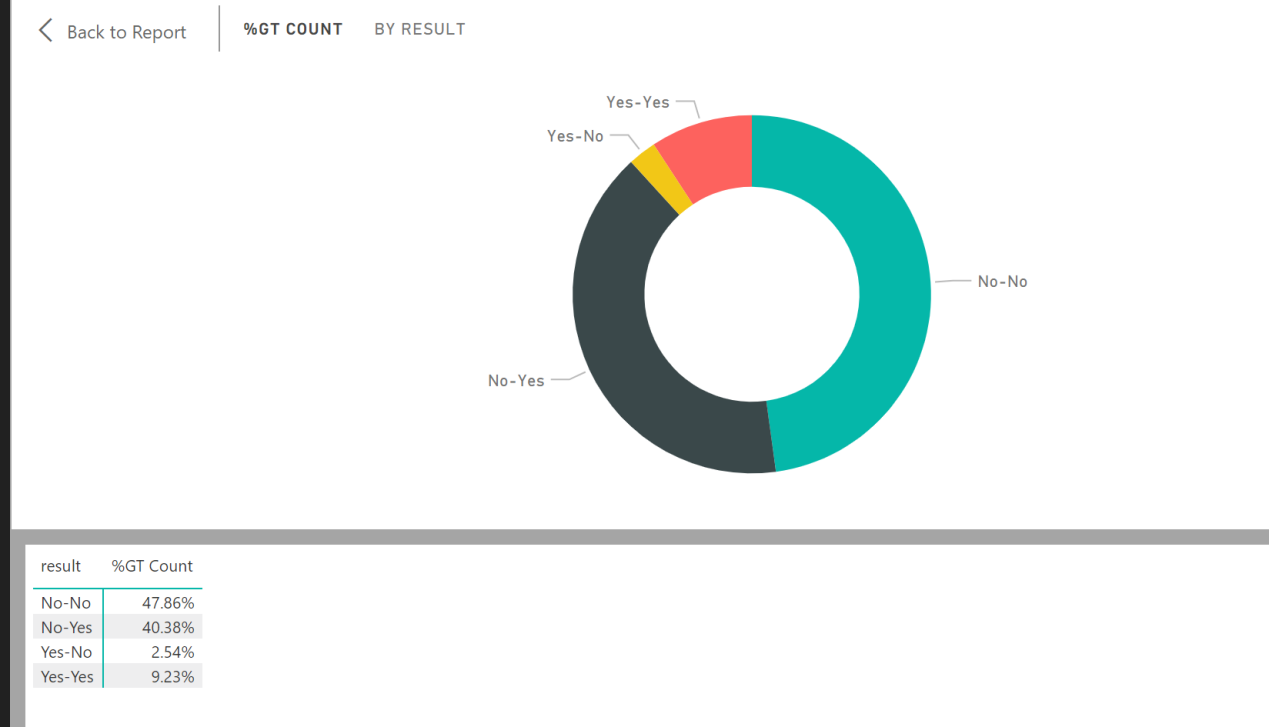 Back to Report %GT COUNT BY RESULT
Yes-Yes
Yes-No
No-No
No-Yes
result %GT Count
No-No 47.86%
No-Yes 40.38%
Yes-No 2.54%
Yes-Yes 9.23%